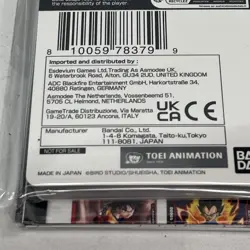 the responsibility of the player.
8 10059 78379 9
Imported and distributed by :
Esdevium Games Ltd,Trading As Asmodee UK,
6 Waterbrook Road, Alton, GU34 2UD, UNITED KINGDOM
ADC Blackfire Entertainment GmbH, Harkortstraße 34,
40880 Ratingen, GERMANY
Asmodee The Netherlands, Vossenbeemd 51,
5705 CL Helmond, NETHERLANDS
GameTrade Distribuzione, Via Maratta
19-20/A, 60123 Ancona, ITALY
UK CA
CE
Manufacturer
Bandai Co., Ltd.
1-4-8 Komagata, Taito-ku,Tokyo
111-8081, JAPAN
NOT FOR SALE
TOEI ANIMATION
BAN
MADE IN JAPAN ©BIRD STUDIO/SHUEISHA, TOEI ANIMATION